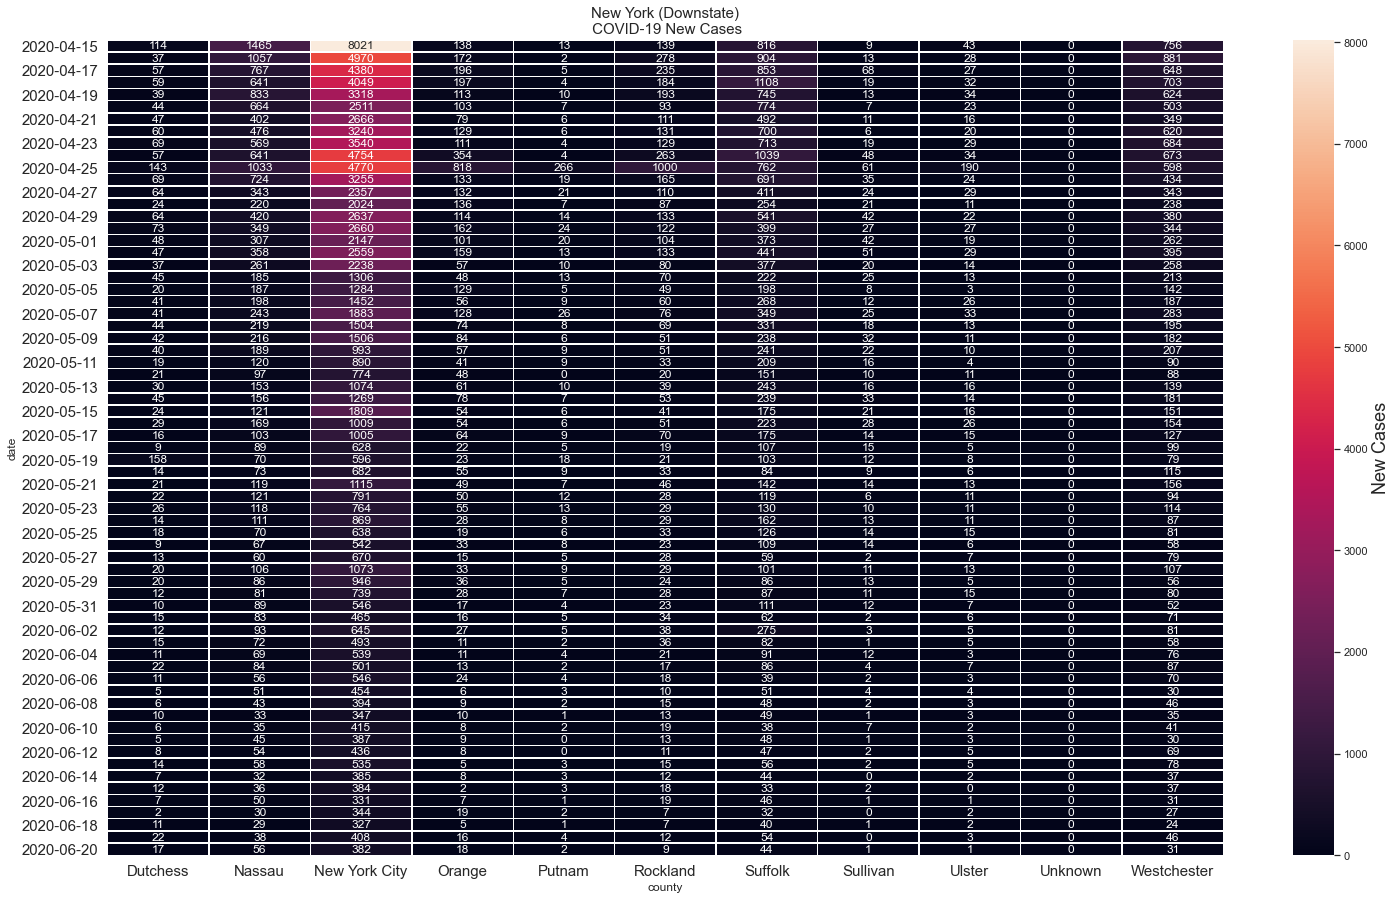 New York (Downstate)
COVID-19 New Cases
2020-04-15 114 1465 8021 138 13 139 816 9 43 0 756
37 1057 4970 172 2 278 904 13 28 0 881
2020-04-17 57 767 4380 196 5 235 853 68 27 0 648
59 641 4049 197 4 184 1108 19 32 0 703
2020-04-19 39 833 3318 113 10 193 745 13 34 0 624
44 664 2511 103 7 93 774 7 23 0 503
2020-04-21 47 402 2666 79 6 111 492 11 16 0 349
60 476 3240 129 6 131 700 6 20 0 620
2020-04-23 69 569 3540 111 4 129 713 19 29 0 684
57 641 4754 354 4 263 1039 48 34 0 673
2020-04-25 143 1033 4770 818 266 1000 762 61 190 0 598
69 724 3255 133 19 165 691 35 24 0 434
2020-04-27 64 343 2357 132 21 110 411 24 29 0 343
24 220 2024 136 7 87 254 21 11 0 238
2020-04-29 64 420 2637 114 14 133 541 42 22 0 380
73 349 2660 162 24 122 399 27 27 0 344
2020-05-01 48 307 2147 101 20 104 373 42 19 0 262
47 358 2559 159 13 133 441 51 29 0 395
2020-05-03 37 261 2238 57 10 80 377 20 14 0 258
45 185 1306 48 13 70 222 25 13 0 213
2020-05-05 20 187 1284 129 5 49 198 8 3 0 142
41 198 1452 56 9 60 268 12 26 0 187
2020-05-07 41 243 1883 128 26 76 349 25 33 0 283
44 219 1504 74 8 69 331 18 13 0 195
2020-05-09 42 216 1506 84 6 51 238 32 11 0 182
40 189 993 57 9 51 241 22 10 0 207
2020-05-11 19 120 890 41 9 33 209 16 4 0 90
21 97 774 48 0 20 151 10 11 0 88
2020-05-13 30 153 1074 61 10 39 243 16 16 0 139
45 156 1269 78 7 53 239 33 14 0 181
2020-05-15 24 121 1809 54 6 41 175 21 16 0 151
29 169 1009 54 6 51 223 28 26 0 154
2020-05-17 16 103 1005 64 9 70 175 14 15 0 127
9 89 628 22 5 19 107 15 5 0 99
2020-05-19 158 70 596 23 18 21 103 12 8 0 79
14 73 682 55 9 33 84 9 6 0 115
2020-05-21 21 119 1115 49 7 46 142 14 13 0 156
22 121 791 50 12 28 119 6 11 0 94
2020-05-23 26 118 764 55 13 29 130 10 11 0 114
14 111 869 28 8 29 162 13 11 0 87
2020-05-25 18 70 638 19 6 33 126 14 15 0 81
9 67 542 33 8 23 109 14 6 0 58
2020-05-27 13 60 670 15 5 28 59 2 7 0 79
20 106 1073 33 9 29 101 11 13 0 107
2020-05-29 20 86 946 36 5 24 86 13 5 0 56
12 81 739 28 7 28 87 11 15 0 80
2020-05-31 10 89 546 17 4 23 111 12 7 0 52
15 83 465 16 5 34 62 2 6 0 71
2020-06-02 12 93 645 27 5 38 275 3 5 0 81
15 72 493 11 2 36 82 1 5 0 58
2020-06-04 11 69 539 11 4 21 91 12 3 0 76
22 84 501 13 2 17 86 4 7 0 87
2020-06-06 11 56 546 24 4 18 39 2 3 0 70
5 51 454 6 3 10 51 4 4 0 30
2020-06-08 6 43 394 9 2 15 48 2 3 0 46
10 33 347 10 1 13 49 1 3 0 35
2020-06-10 6 35 415 8 2 19 38 7 2 0 41
5 45 387 9 0 13 48 1 3 0 30
2020-06-12 8 54 436 8 0 11 47 2 5 0 69
14 58 535 5 3 15 56 2 5 0 78
2020-06-14 7 32 385 8 3 12 44 0 2 0 37
12 36 384 2 3 18 33 2 0 0 37
2020-06-16 7 50 331 7 1 19 46 1 1 0 31
2 30 344 19 2 7 32 0 2 0 27
2020-06-18 11 29 327 5 1 7 40 1 2 0 24
22 38 408 16 4 12 54 0 3 0 46
2020-06-20 17 56 382 18 2 9 44 1 1 0 31
Dutchess Nassau New York City Orange Putnam Rockland Suffolk Sullivan Ulster Unknown Westchester
county
date
8000
7000
6000
5000
4000
3000
2000
1000
0
New Cases